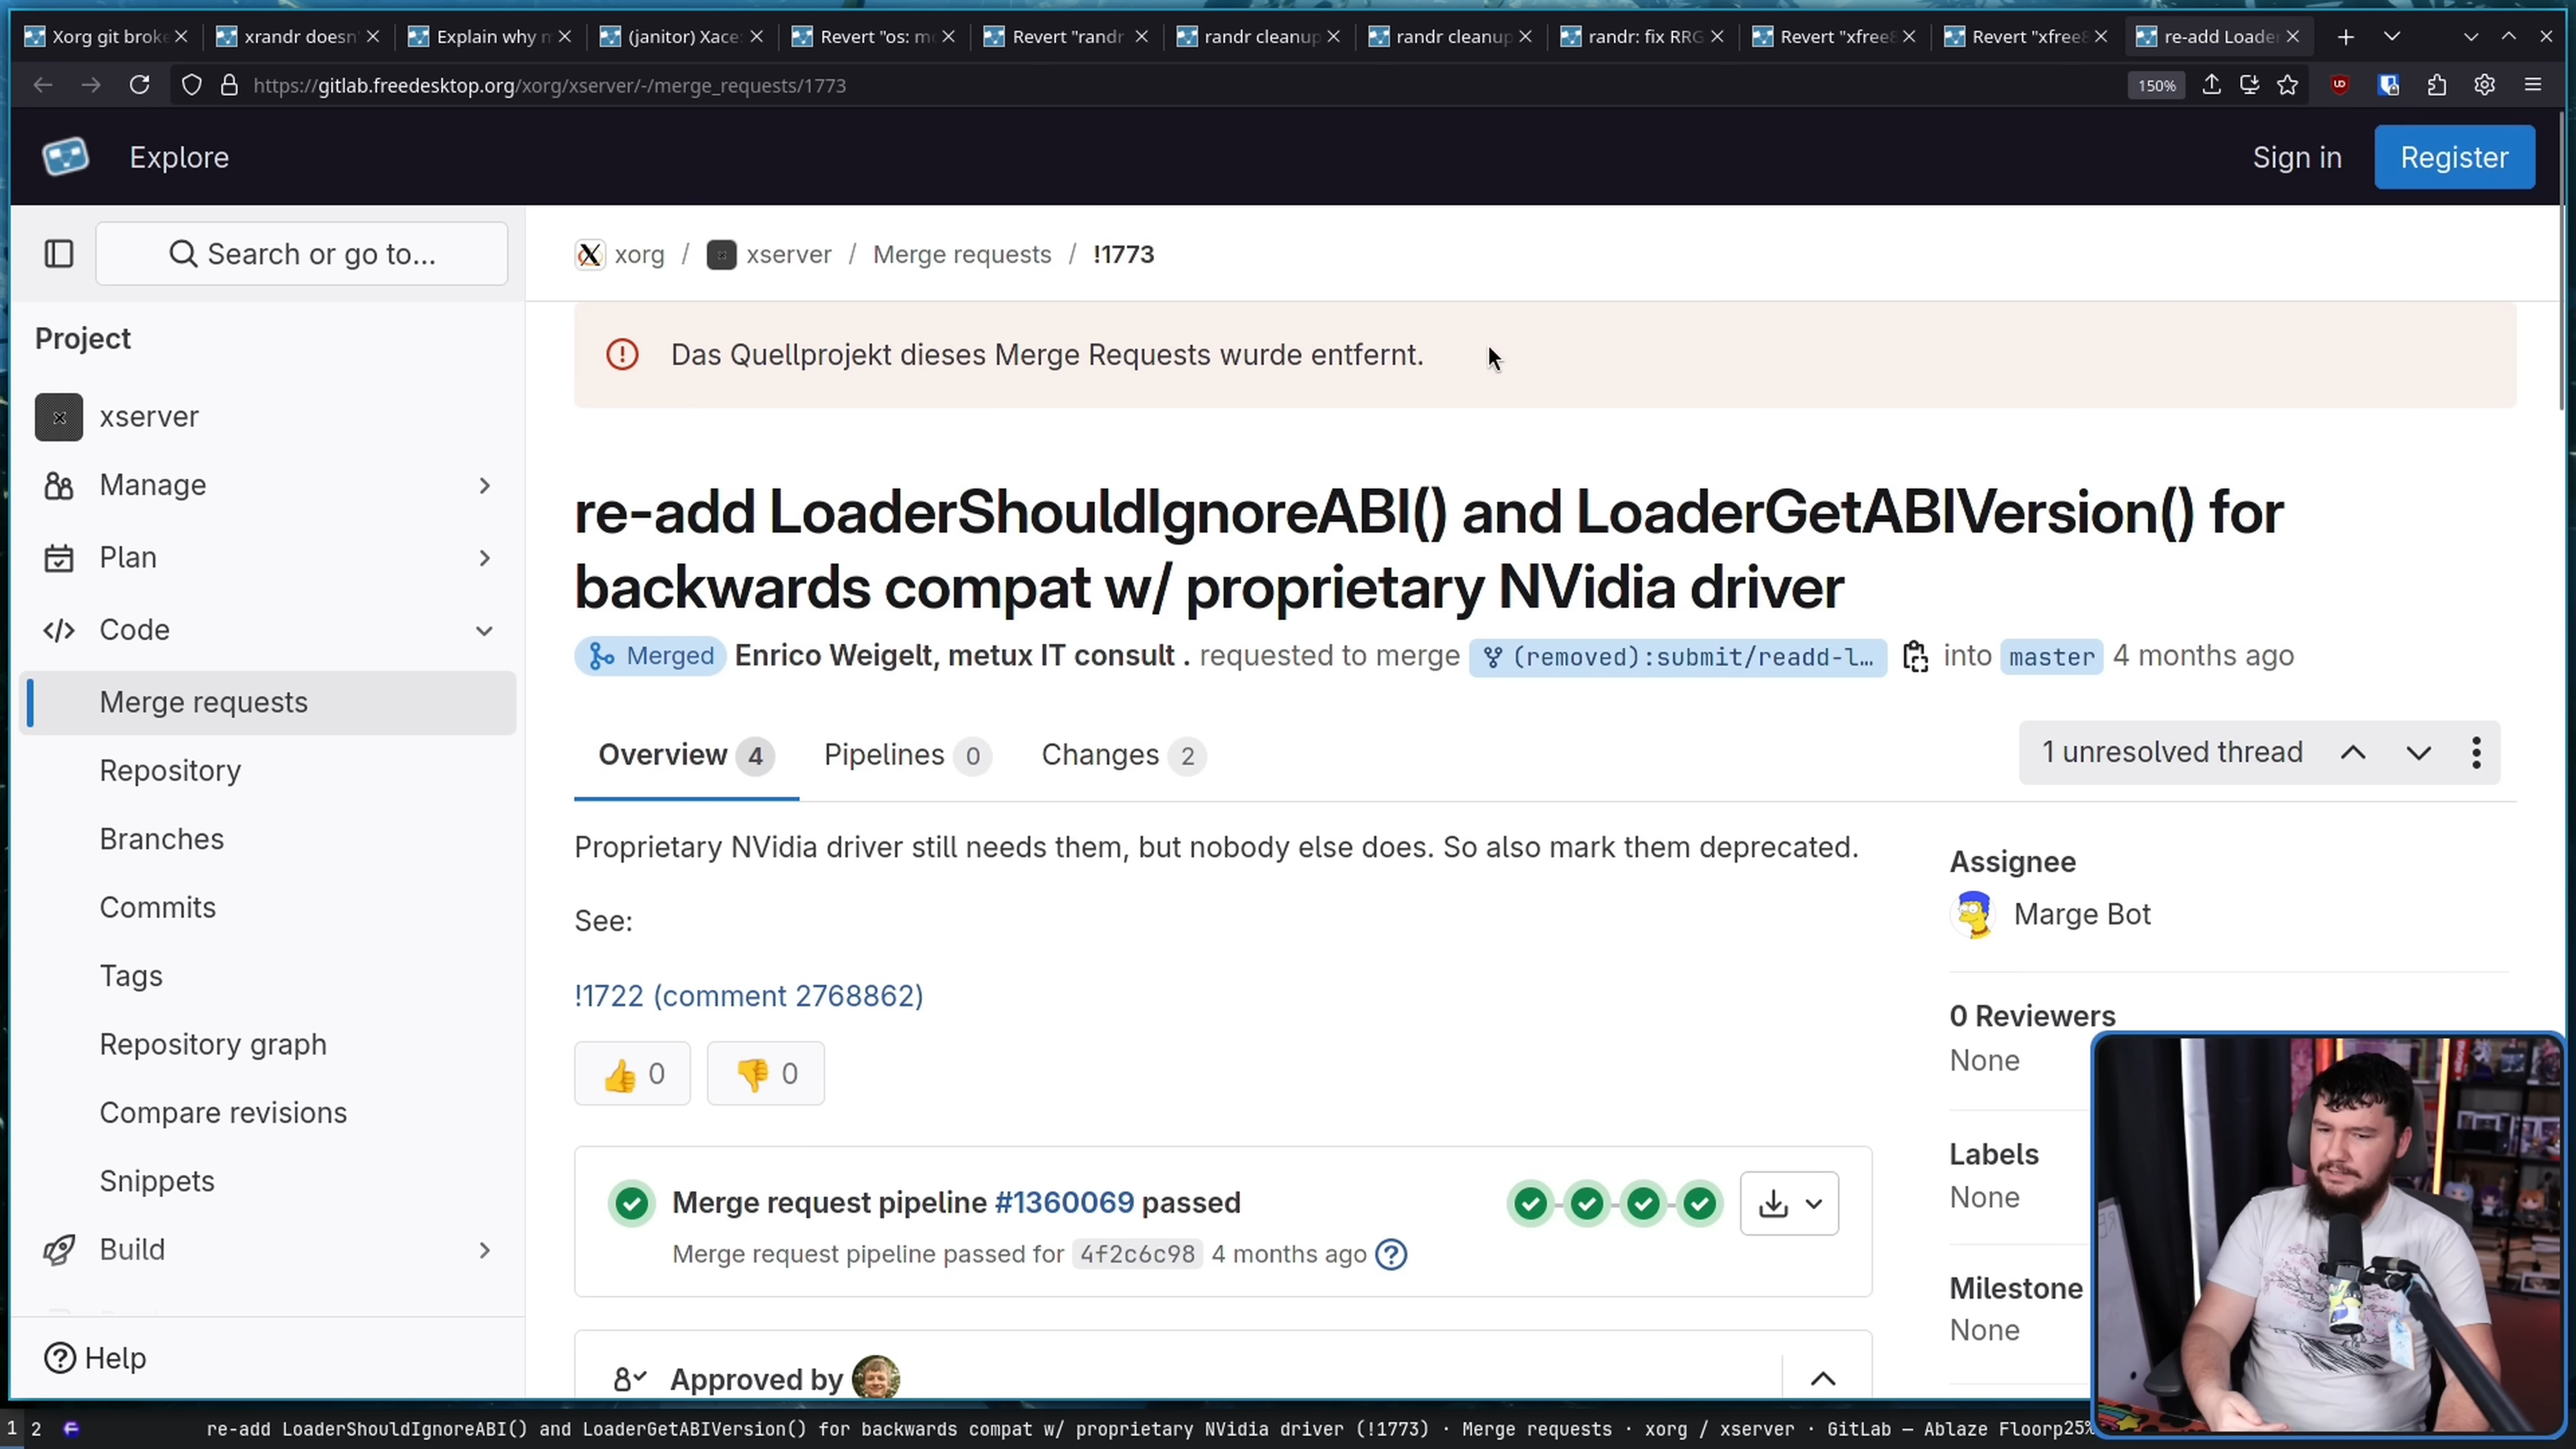 Xorg git broke
xrandr doesn'
Explain why m
(janitor) Xace
Revert "os: mo
Revert "randr
randr cleanup
randr cleanup
randr: fix RRG
Revert "xfree8
Revert "xfree8
re-add Loader
https://gitlab.freedesktop.org/xorg/xserver/-/merge_requests/1773
150%
Explore
Sign in
Register
Search or go to...
xorg / xserver / Merge requests / !1773
Project
xserver
Manage
Plan
Code
Merge requests
Repository
Branches
Commits
Tags
Repository graph
Compare revisions
Snippets
Build
Help
Das Quellprojekt dieses Merge Requests wurde entfernt.
re-add LoaderShouldIgnoreABI() and LoaderGetABIVersion() for
backwards compat w/ proprietary NVidia driver
Merged Enrico Weigelt, metux IT consult . requested to merge (removed):submit/readd-l… into master 4 months ago
Overview 4 Pipelines 0 Changes 2
1 unresolved thread
Proprietary NVidia driver still needs them, but nobody else does. So also mark them deprecated.
See:
!1722 (comment 2768862)
👍 0 👎 0
Merge request pipeline #1360069 passed
Merge request pipeline passed for 4f2c6c98 4 months ago
Approved by
Assignee
Marge Bot
0 Reviewers
None
Labels
None
Milestone
None
1 2 re-add LoaderShouldIgnoreABI() and LoaderGetABIVersion() for backwards compat w/ proprietary NVidia driver (!1773) · Merge requests · xorg / xserver · GitLab — Ablaze Floorp25%